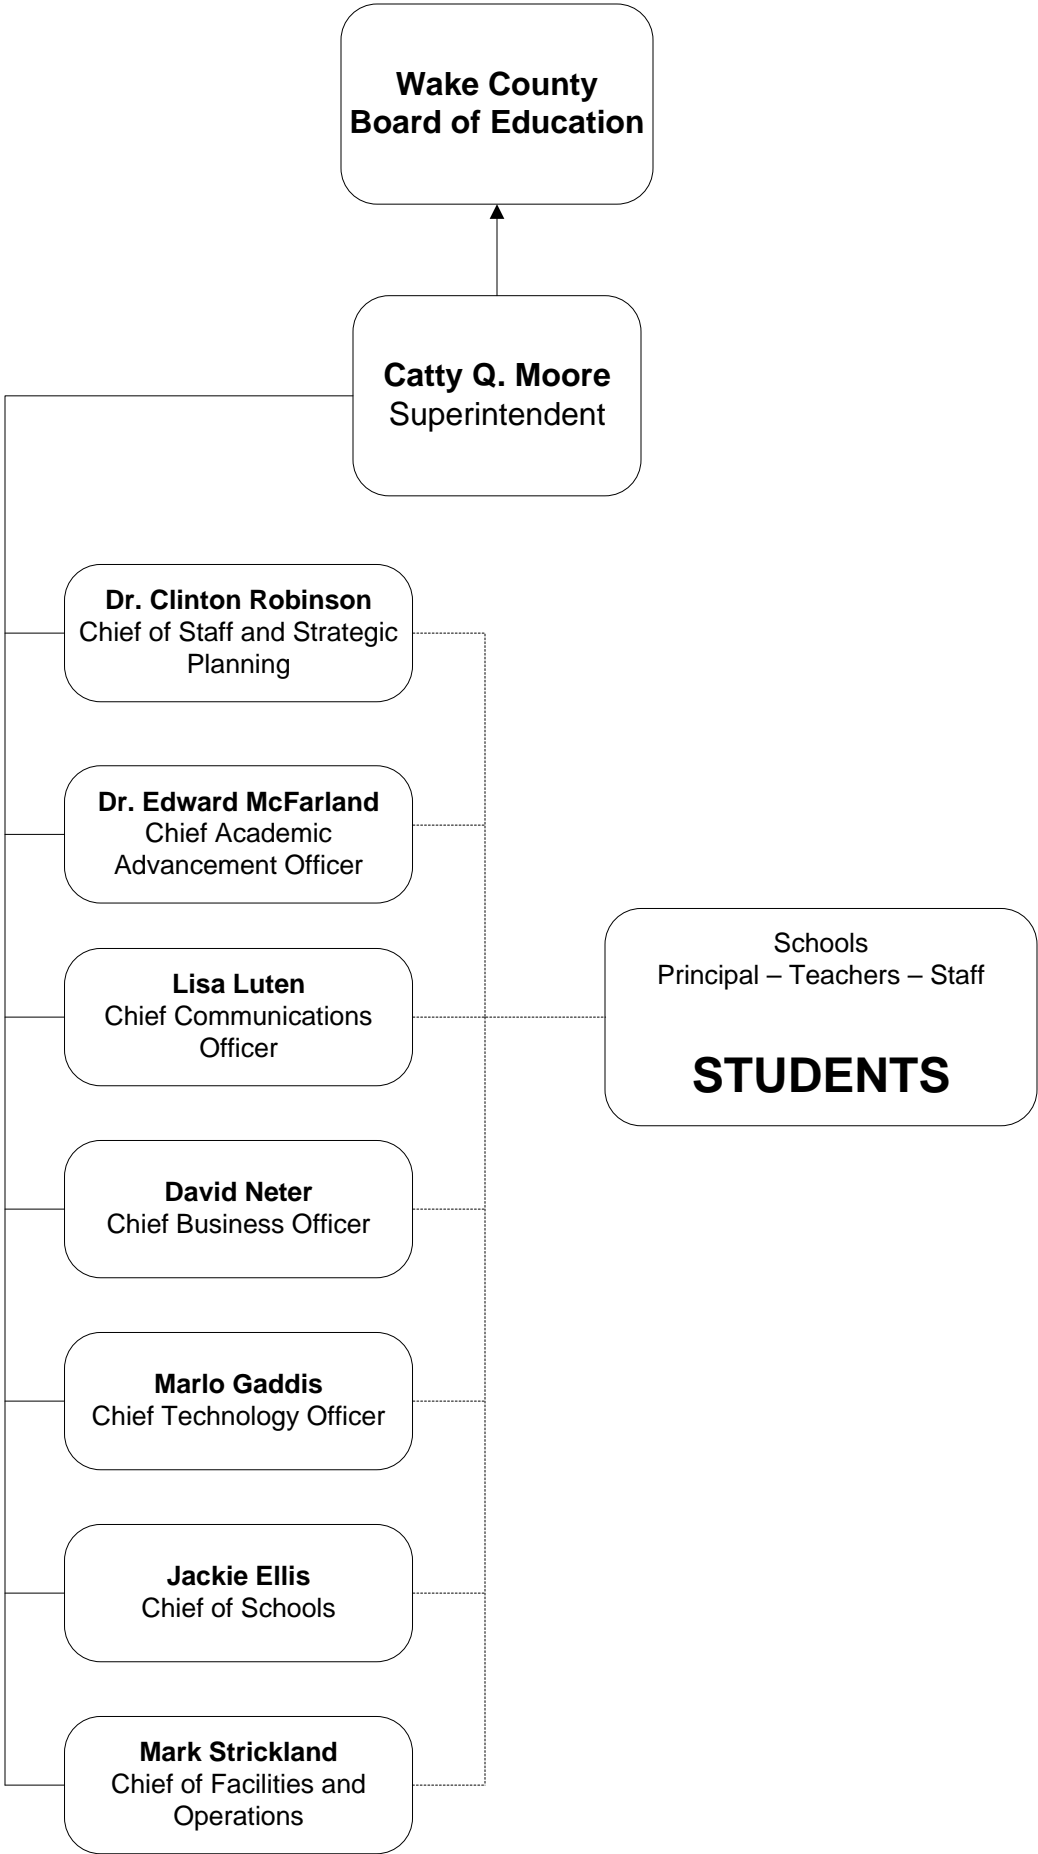 Wake County
Board of Education
Catty Q. Moore
Superintendent
Dr. Clinton Robinson
Chief of Staff and Strategic
Planning
Dr. Edward McFarland
Chief Academic
Advancement Officer
Lisa Luten
Chief Communications
Officer
David Neter
Chief Business Officer
Marlo Gaddis
Chief Technology Officer
Jackie Ellis
Chief of Schools
Mark Strickland
Chief of Facilities and
Operations
Schools
Principal – Teachers – Staff
STUDENTS